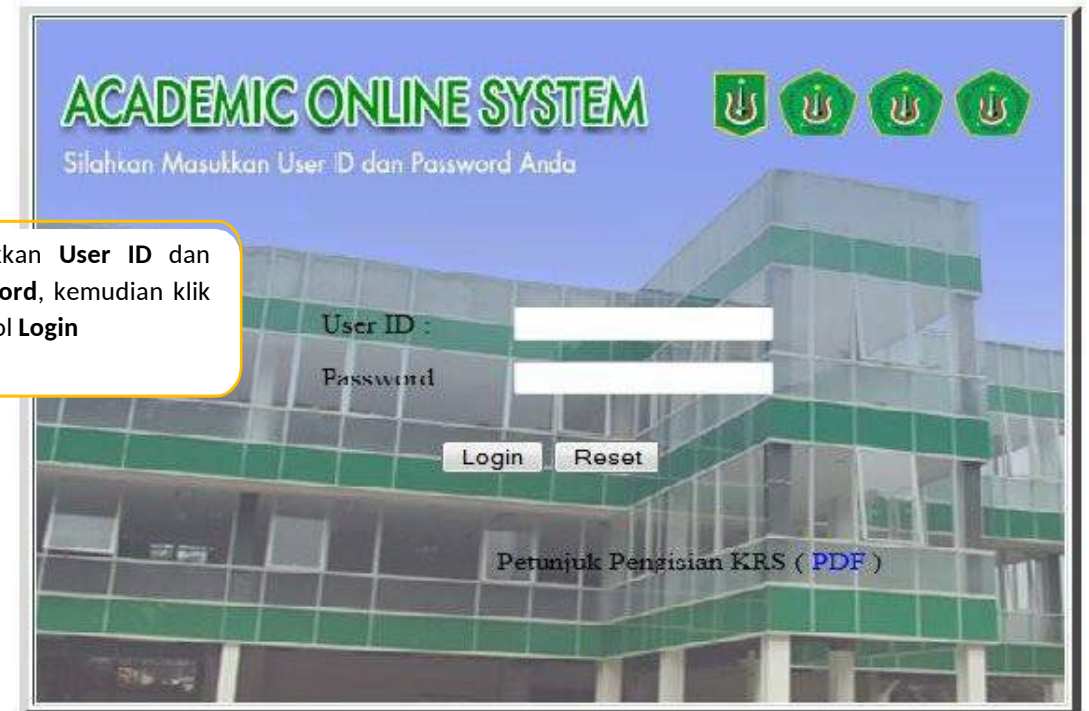 ACADEMIC ONLINE SYSTEM
Silahkan Masukkan User ID dan Password Anda
kan User ID dan
ord, kemudian klik
ol Login
User ID :
Password
Login Reset
Petunjuk Pengisian KRS ( PDF )